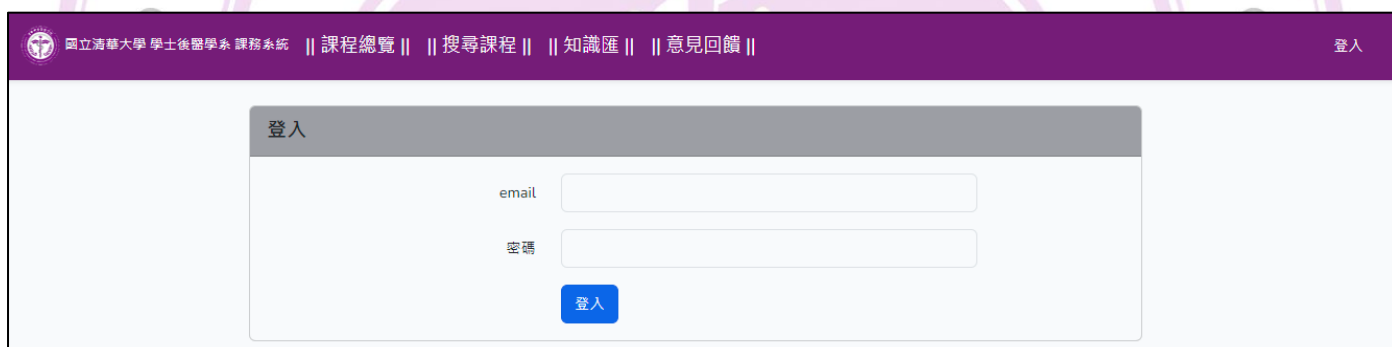 國立清華大學 學士後醫學系 課務系統 || 課程總覽 || || 搜尋課程 || || 知識匯 || || 意見回饋 || 登入
登入
email
密碼
登入